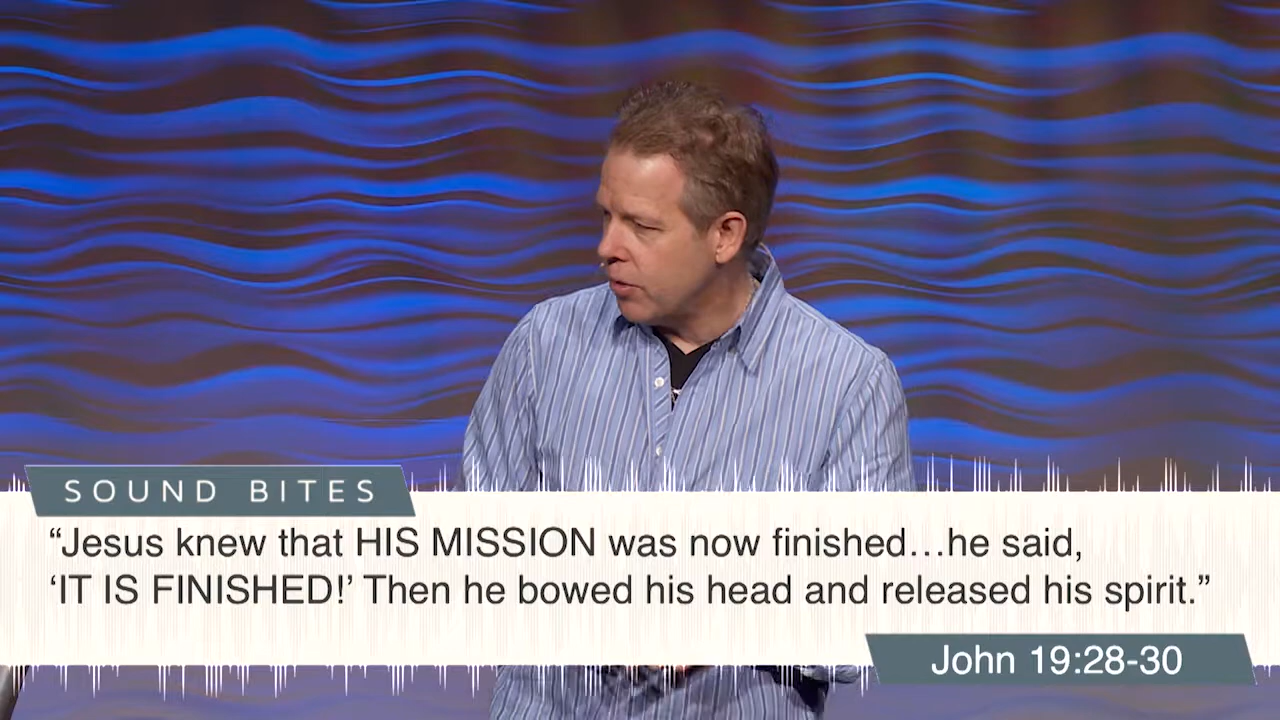 SOUND BITES
“Jesus knew that HIS MISSION was now finished…he said,
‘IT IS FINISHED!’ Then he bowed his head and released his spirit.”
John 19:28-30